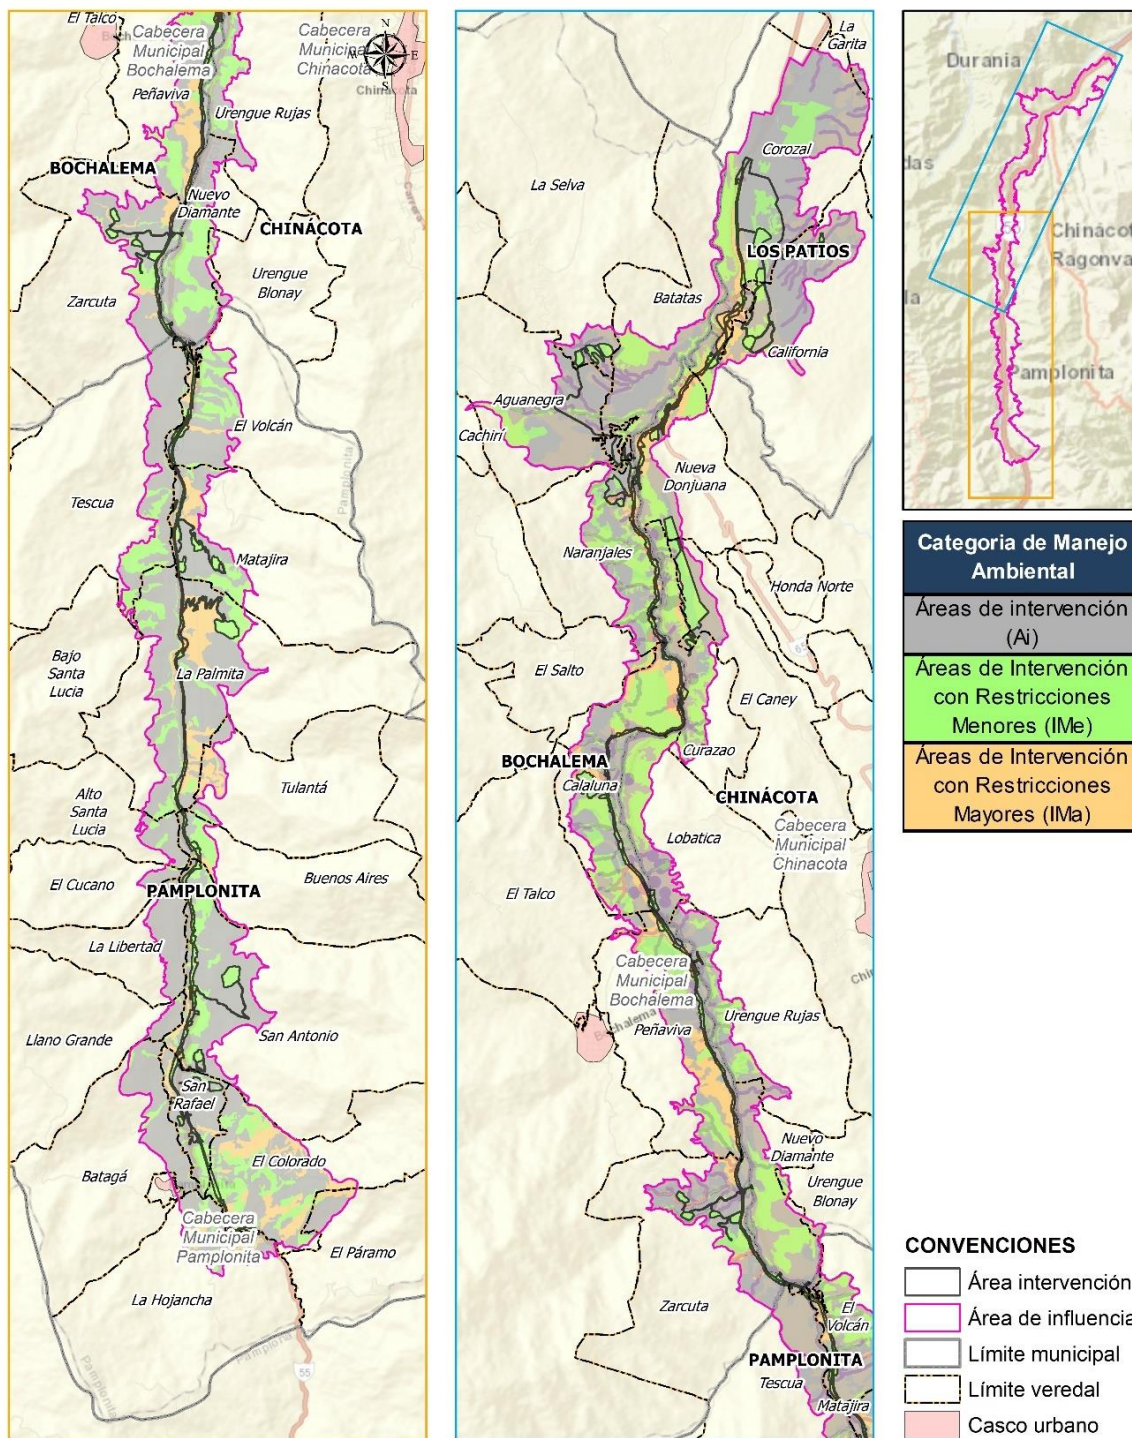 El Talco
Cabecera
Municipal
Bochalema
Cabecera
Municipal
Chinacota
N
E
S
Chinacota
Peñaviva
Urengue Rujas
BOCHALEMA
Nuevo
Diamante
CHINÁCOTA
Urengue
Blonay
Zarcuta
El Volcán
Pamplonita
Tescua
Matajira
Bajo
Santa
Lucia
La Palmita
Alto
Santa
Lucia
Tulantá
El Cucano
PAMPLONITA
Buenos Aires
La Libertad
Llano Grande
San Antonio
San
Rafael
Batagá
El Colorado
Cabecera
Municipal
Pamplonita
El Páramo
La Hojancha
Pamplonita
Pamplonita
55
La
Garita
Corozal
La Selva
LOS PATIOS
Batatas
California
Aguanegra
Cachirí
Nueva
Donjuana
Naranjales
Honda Norte
El Salto
El Caney
BOCHALEMA
Curazao
Calaluna
CHINÁCOTA
Lobatica
Cabecera
Municipal
Chinacota
El Talco
Cabecera
Municipal
Bochalema
Bochalema
Peñaviva
Urengue Rujas
Nuevo
Diamante
Urengue
Blonay
Zarcuta
El
Volcán
PAMPLONITA
Tescua
Matajira
Durania
Chinácot
Ragonva
Pamplonita
Categoria de Manejo
Ambiental
Áreas de intervención
(Ai)
Áreas de Intervención
con Restricciones
Menores (IMe)
Áreas de Intervención
con Restricciones
Mayores (IMa)
CONVENCIONES
Área intervención
Área de influencia
Límite municipal
Límite veredal
Casco urbano